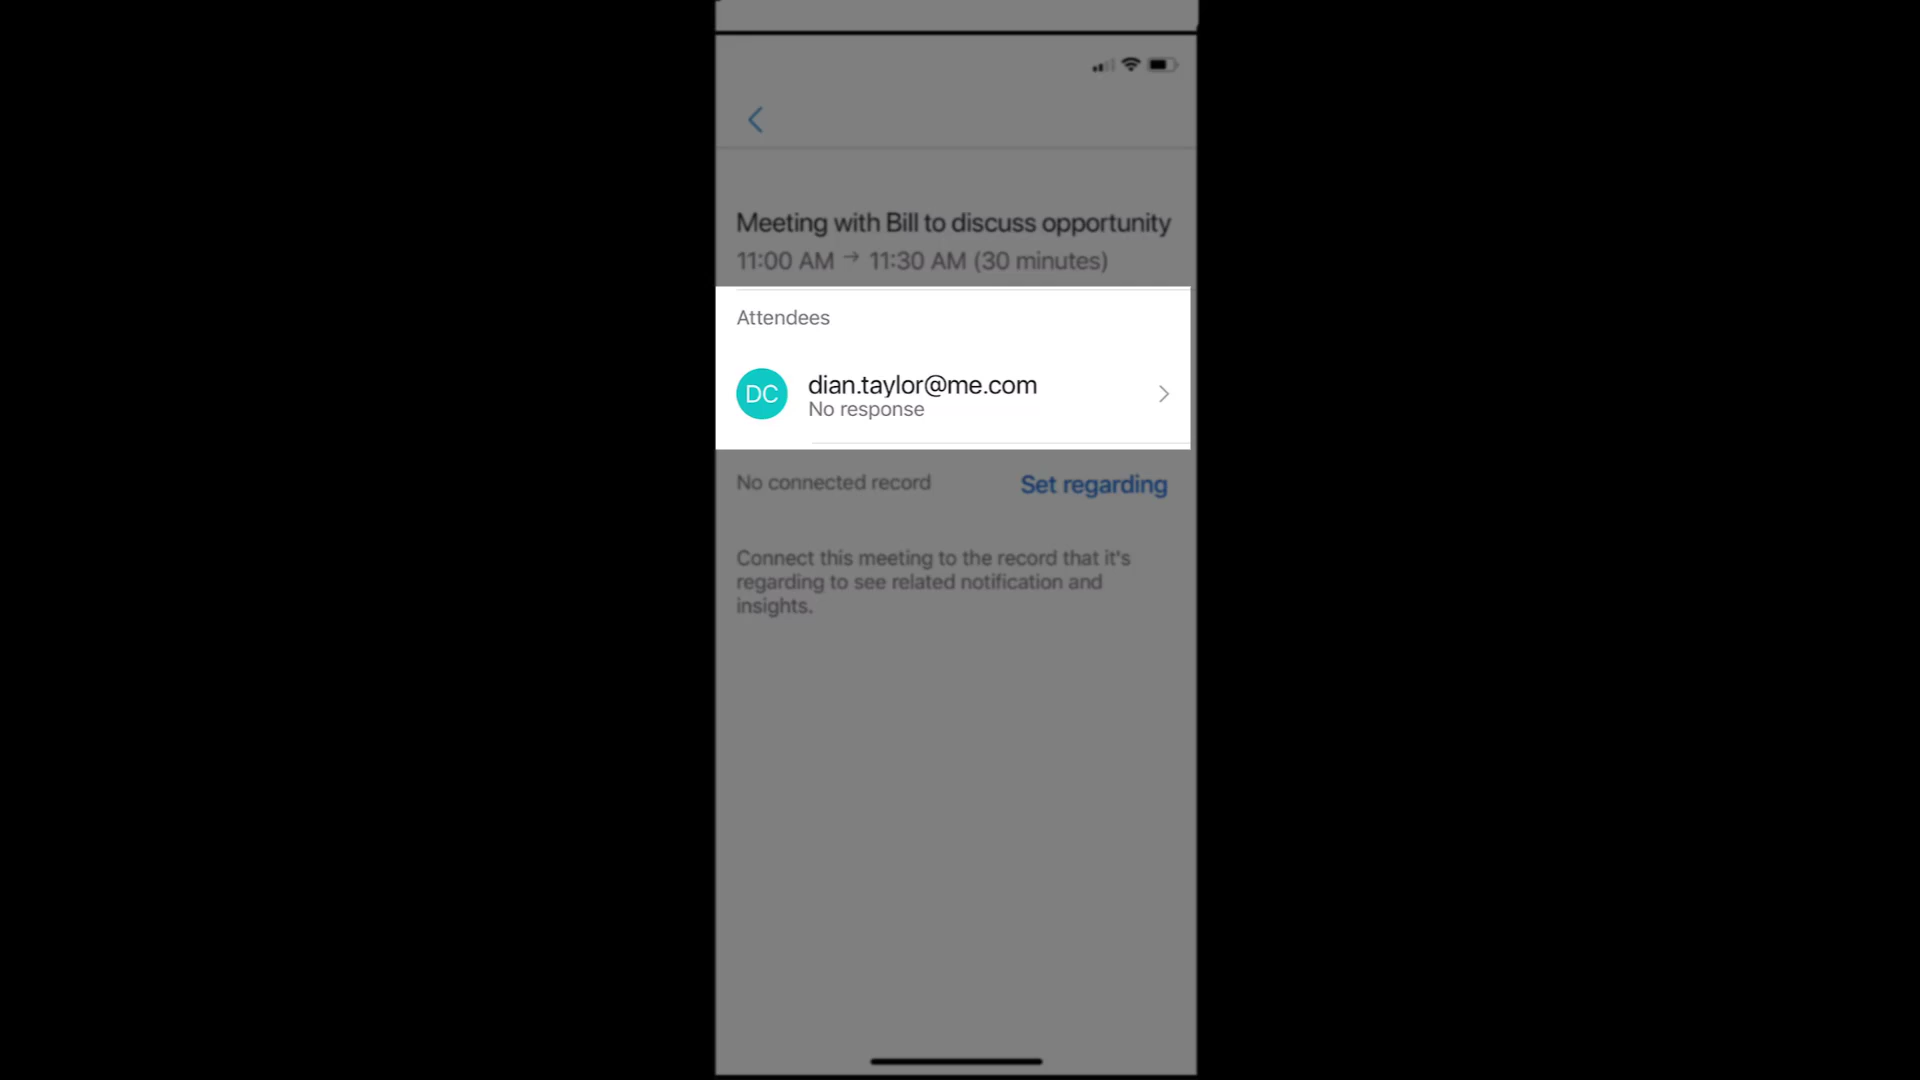 Meeting with Bill to discuss opportunity
11:00 AM → 11:30 AM (30 minutes)
Attendees
DC
dian.taylor@me.com
No response
No connected record
Set regarding
Connect this meeting to the record that it's
regarding to see related notification and
insights.